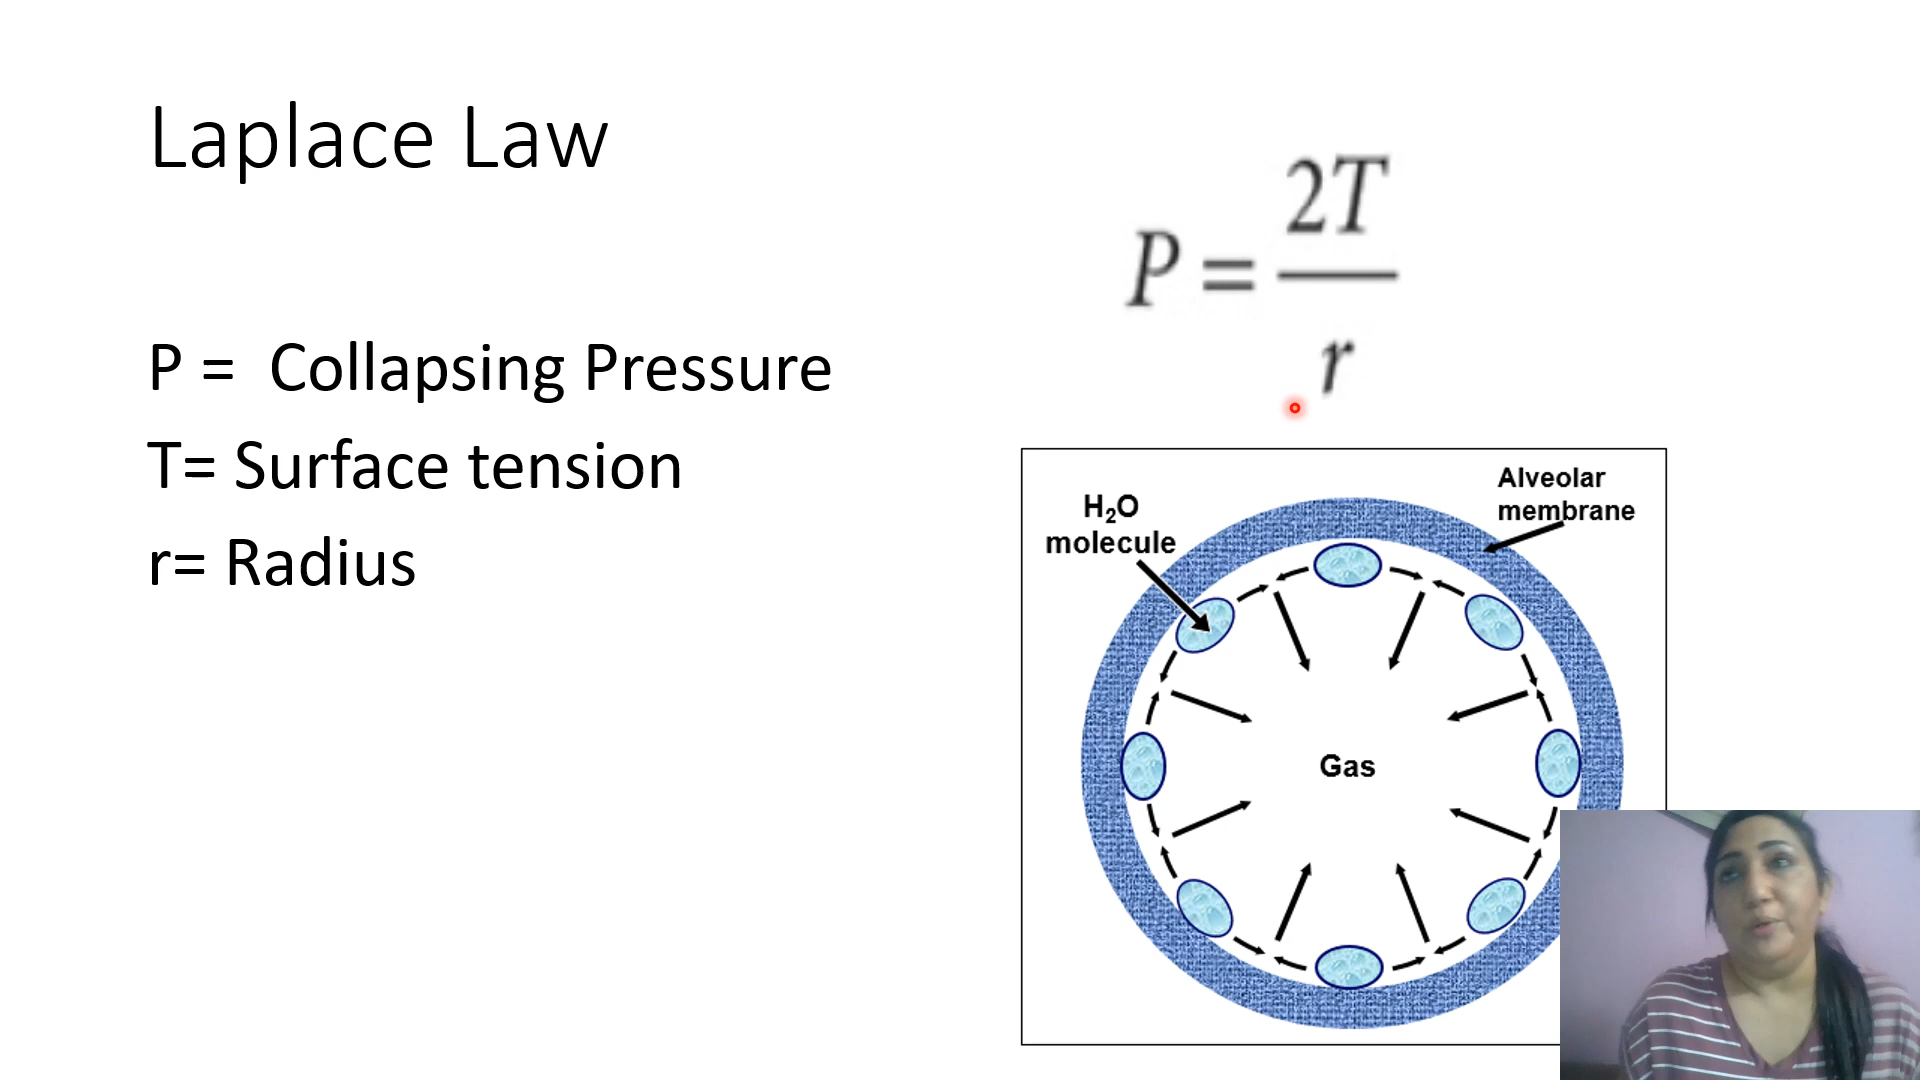 Laplace Law
P = 2T / r
P = Collapsing Pressure
T= Surface tension
r= Radius
H₂O
molecule
Alveolar
membrane
Gas